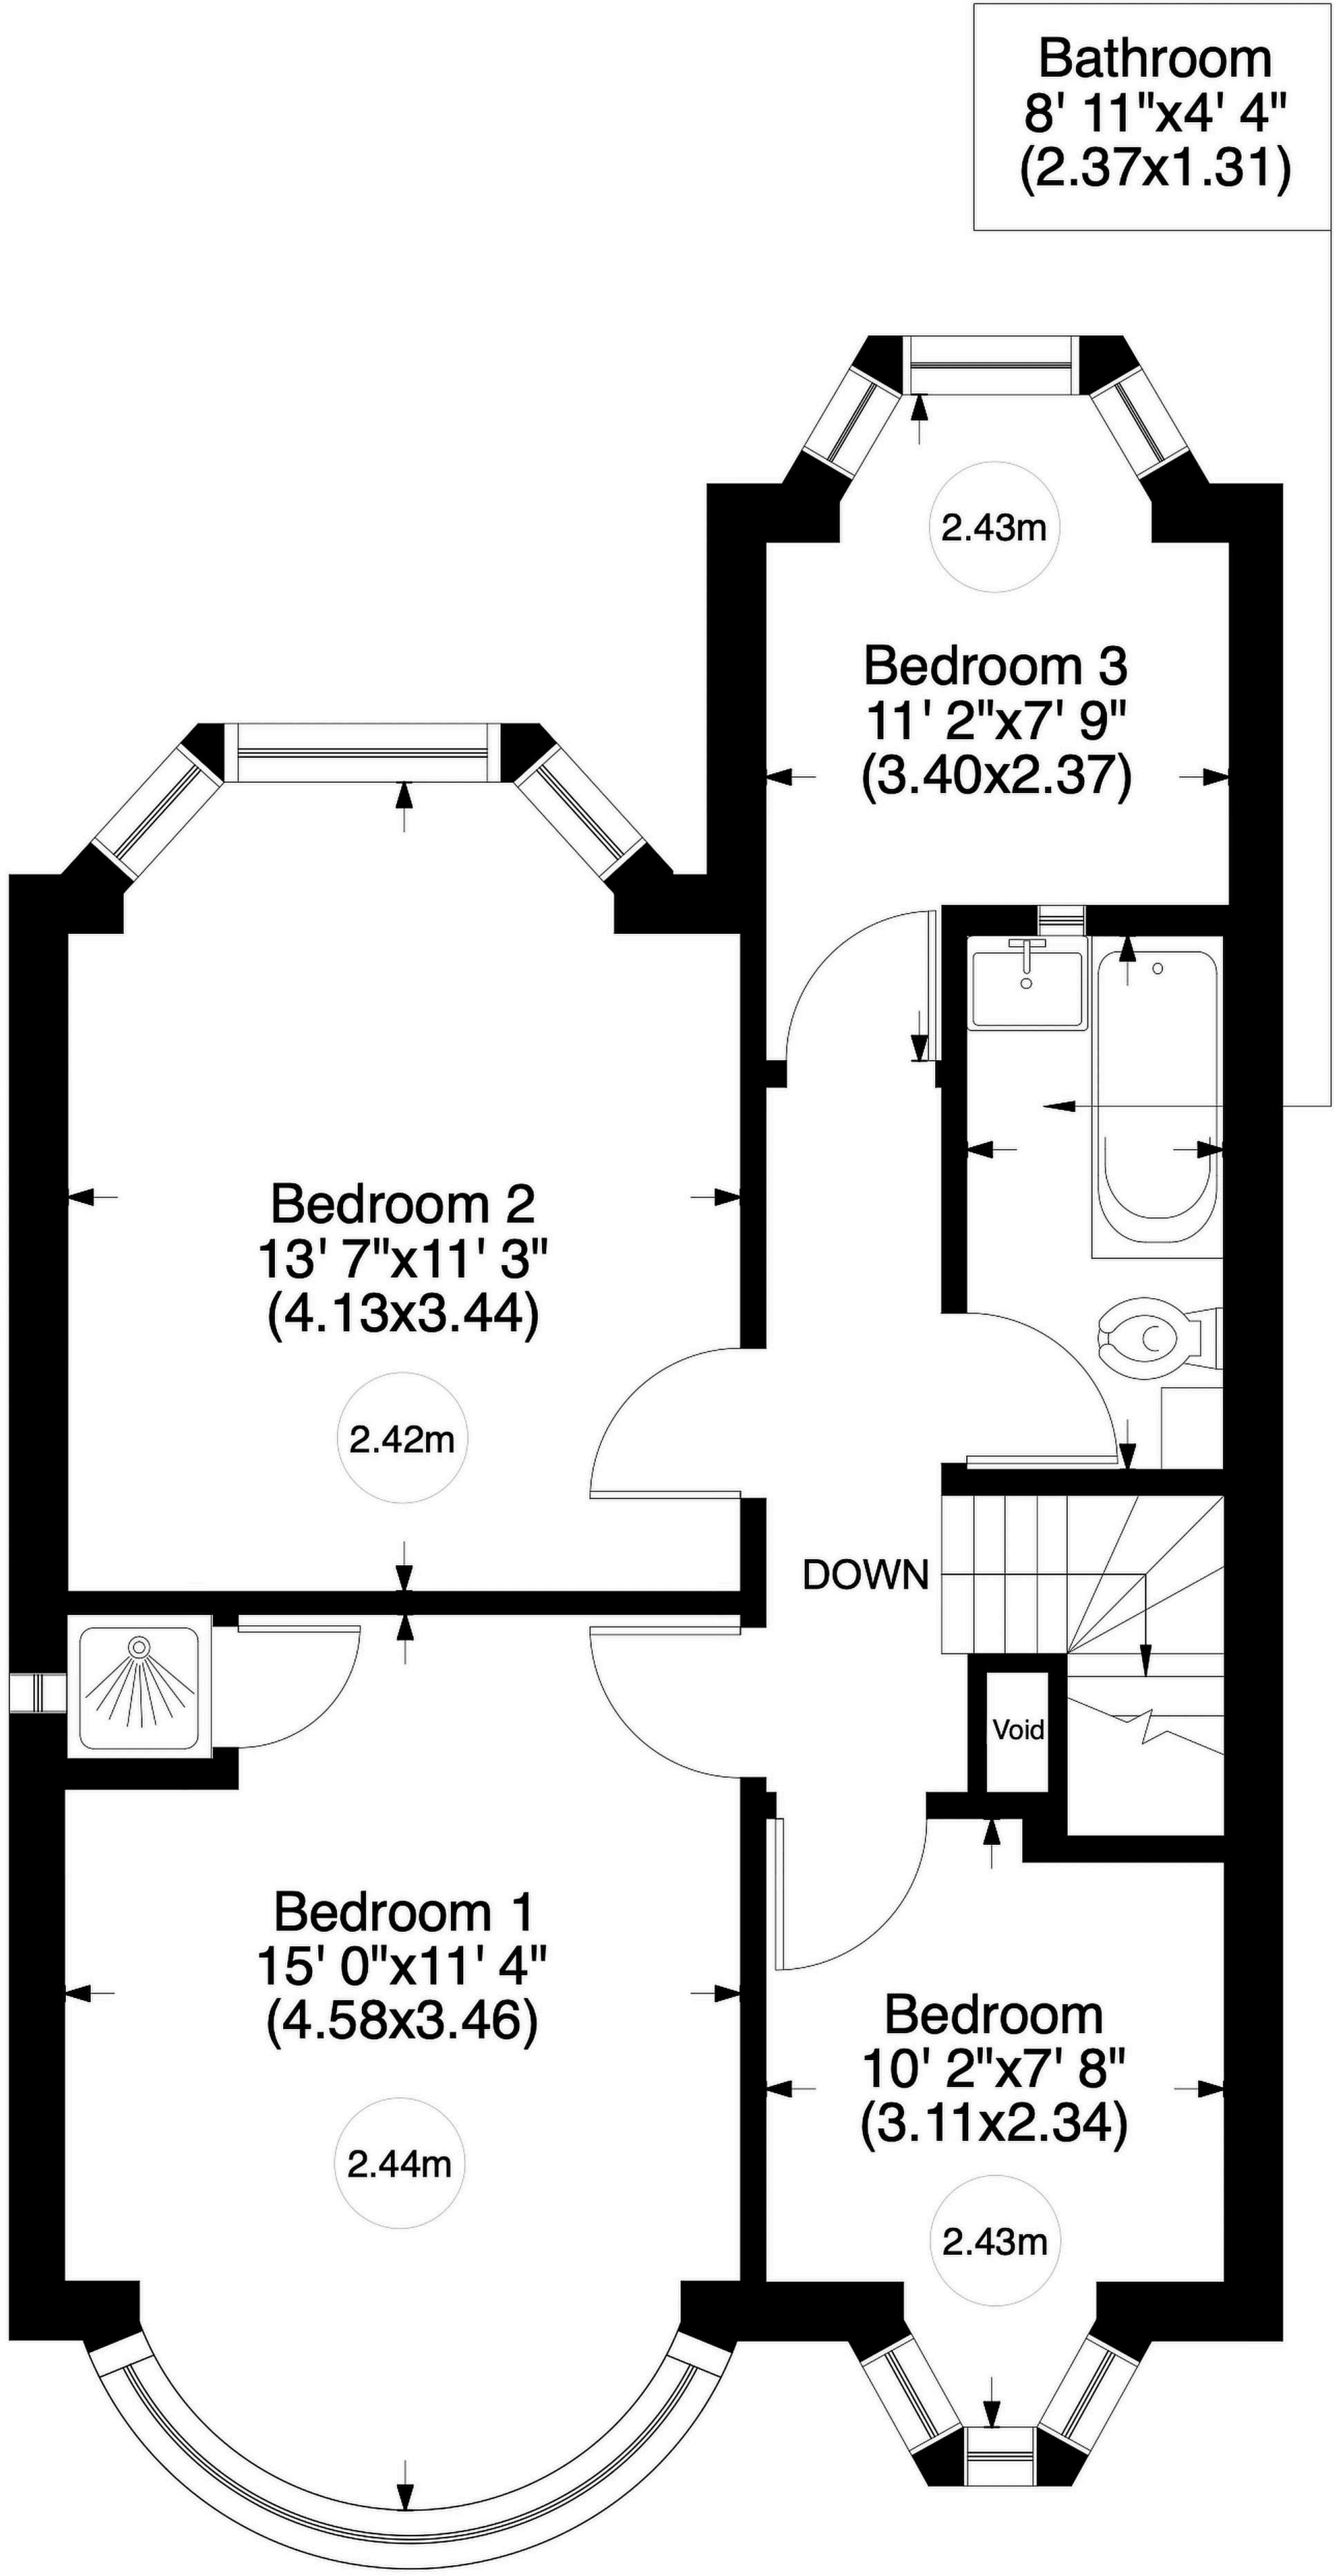 Bathroom
8' 11"x4' 4"
(2.37x1.31)
2.43m
Bedroom 3
11' 2"x7' 9"
(3.40x2.37)
Bedroom 2
13' 7"x11' 3"
(4.13x3.44)
2.42m
DOWN
Void
Bedroom 1
15' 0"x11' 4"
(4.58x3.46)
2.44m
Bedroom
10' 2"x7' 8"
(3.11x2.34)
2.43m